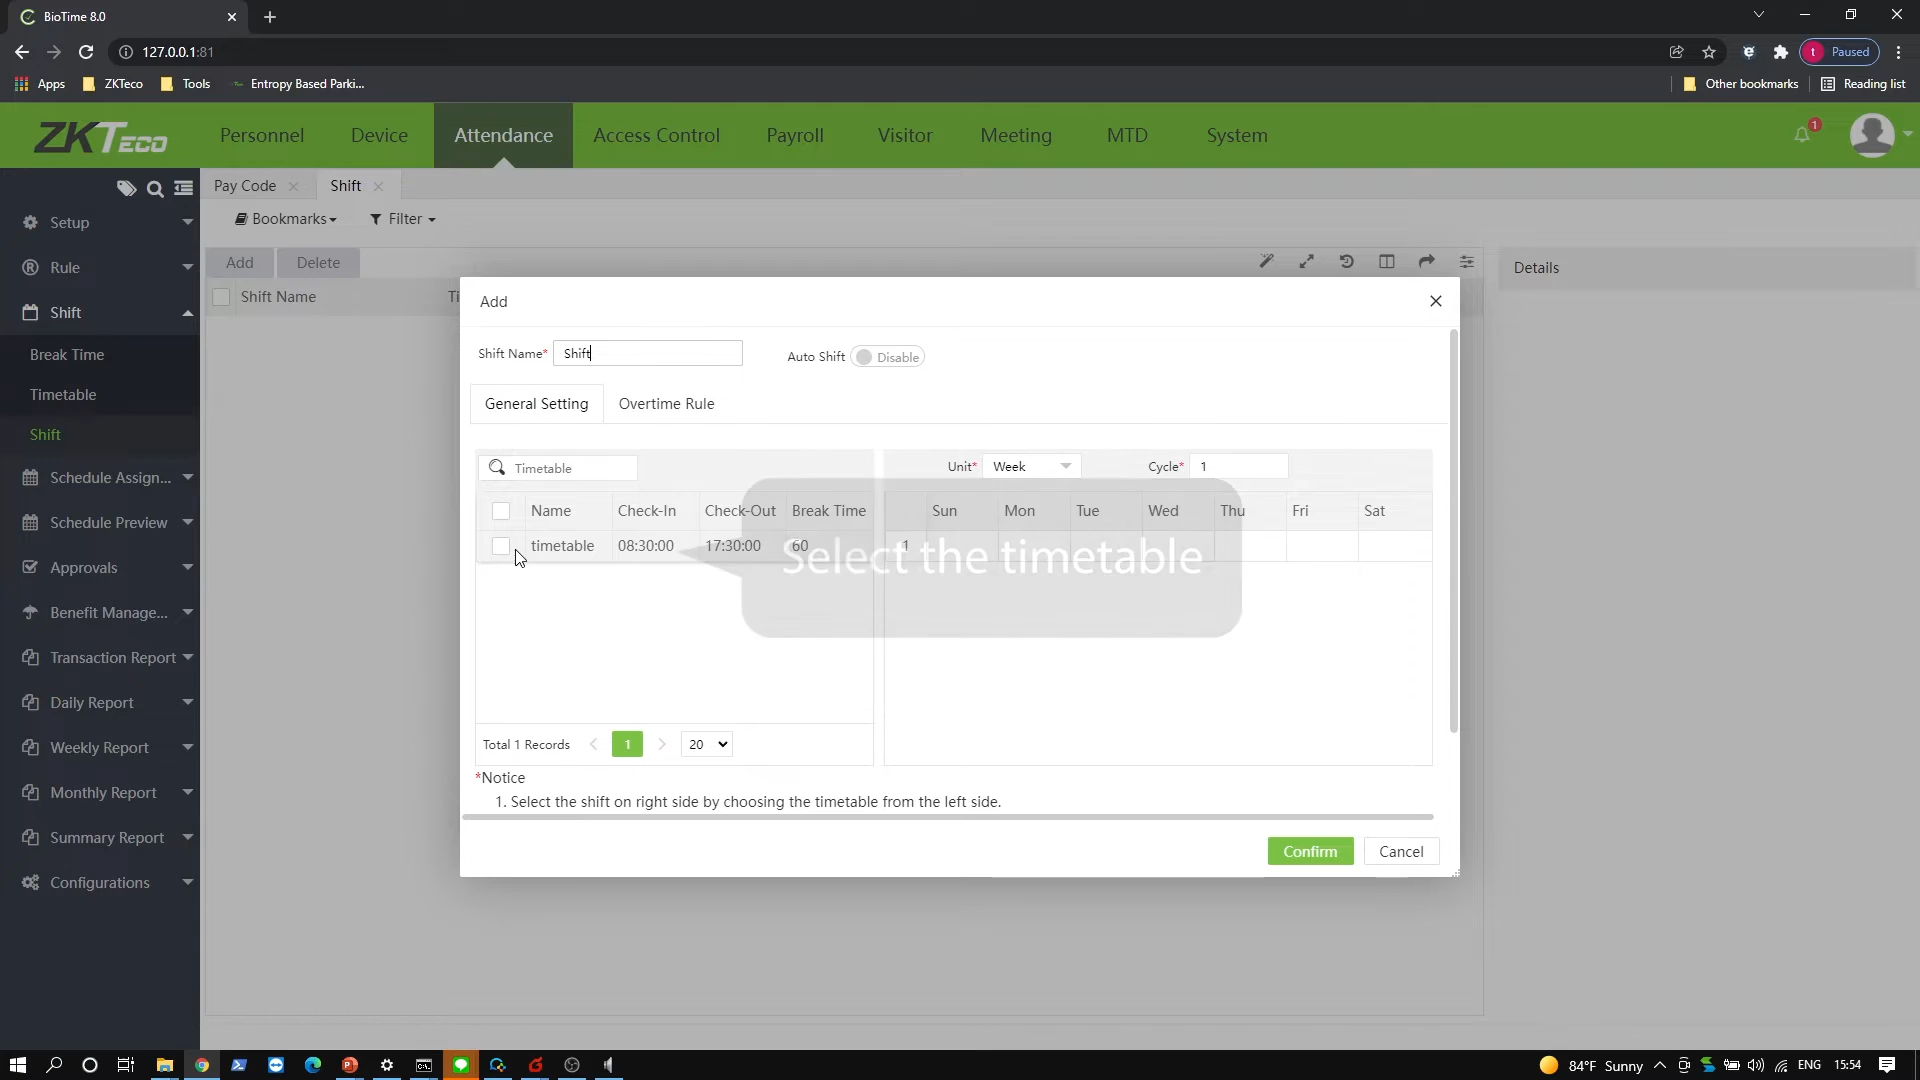 BioTime 8.0
127.0.0.1:81
t Paused
Apps ZKTeco Tools Entropy Based Parki... Other bookmarks Reading list
ZKTeco Personnel Device Attendance Access Control Payroll Visitor Meeting MTD System 1
Pay Code Shift
Bookmarks Filter
Setup
Rule
Shift
Break Time
Timetable
Shift
Schedule Assign...
Schedule Preview
Approvals
Benefit Manage...
Transaction Report
Daily Report
Weekly Report
Monthly Report
Summary Report
Configurations
Add Delete
Shift Name Ti
Details
Add
Shift Name* Shift Auto Shift Disable
General Setting Overtime Rule
Timetable Unit* Week Cycle* 1
Name Check-In Check-Out Break Time Sun Mon Tue Wed Thu Fri Sat
timetable 08:30:00 17:30:00 60 1
Select the timetable
Total 1 Records 1 20
*Notice
1. Select the shift on right side by choosing the timetable from the left side.
Confirm Cancel
84°F Sunny ENG 15:54